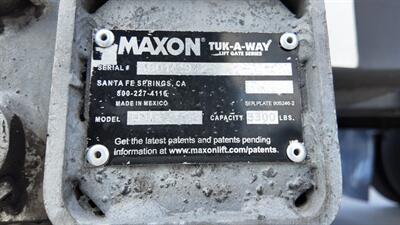 MAXON® TUK-A-WAY®
LIFT GATE SERIES
SERIAL #
SANTA FE SPRINGS, CA
800-227-4116
MADE IN MEXICO
SER. PLATE 905246-2
MODEL CAPACITY 3300 LBS.
Get the latest patents and patents pending
information at www.maxonlift.com/patents.